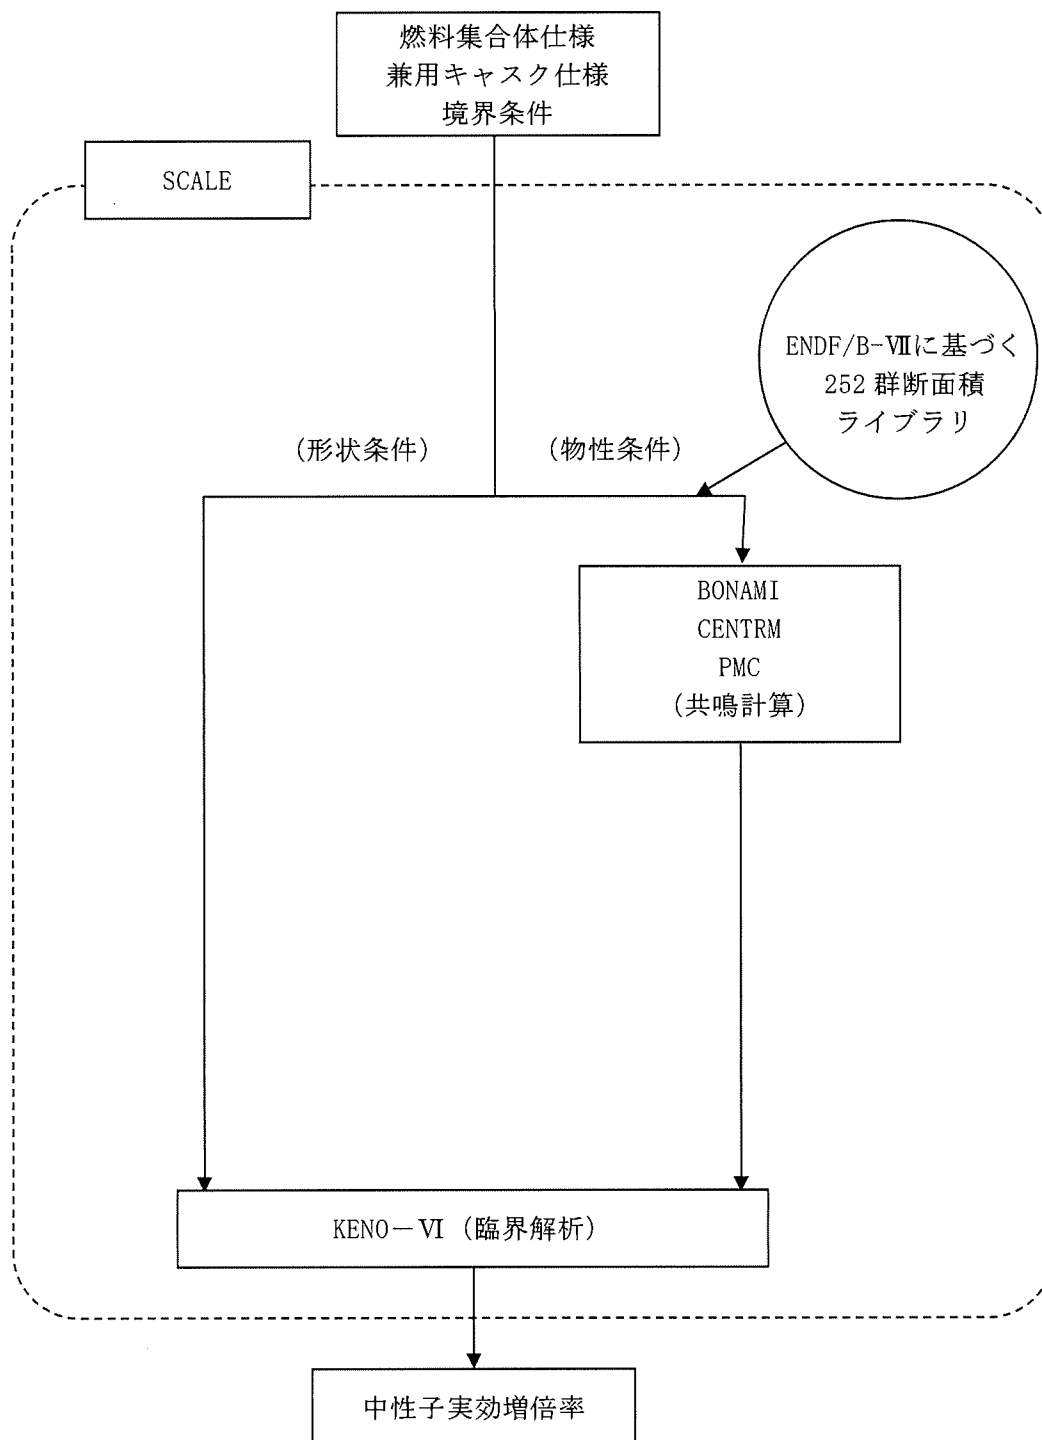 燃料集合体仕様
兼用キャスク仕様
境界条件
SCALE
ENDF/B-Ⅶに基づく
252 群断面積
ライブラリ
(形状条件)
(物性条件)
BONAMI
CENTRM
PMC
(共鳴計算)
KENO－Ⅵ (臨界解析)
中性子実効増倍率